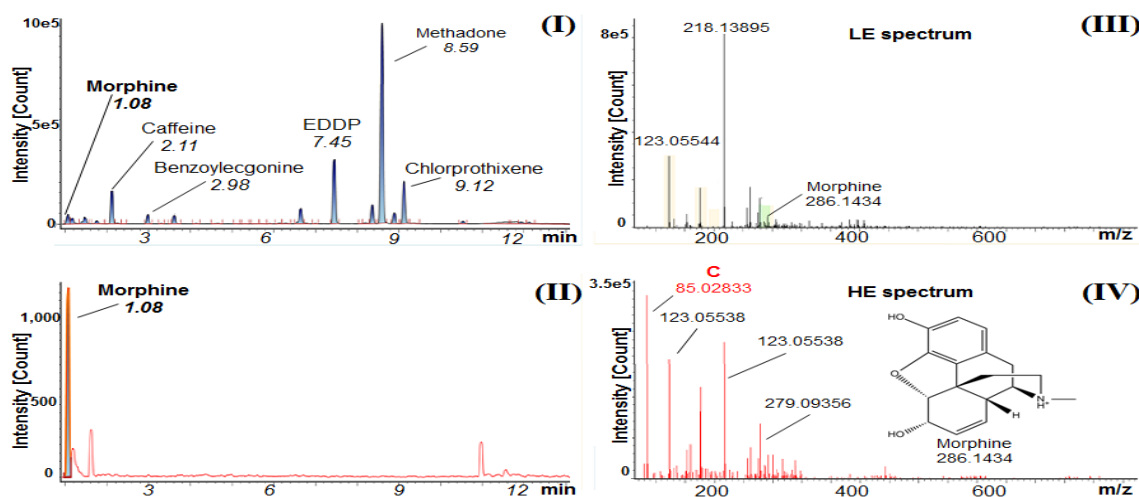 10e5
5e5
0
Intensity [Count]
(I)
Morphine
1.08
Caffeine
2.11
Benzoylecgonine
2.98
EDDP
7.45
Methadone
8.59
Chlorprothixene
9.12
3
6
9
12
min
8e5
0
Intensity [Count]
(III)
218.13895
LE spectrum
123.05544
Morphine
286.1434
200
400
600
m/z
1,000
500
0
Intensity [Count]
(II)
Morphine
1.08
3
6
9
12
min
3.5e5
0
Intensity [Count]
(IV)
C
85.02833
HE spectrum
123.05538
123.05538
279.09356
HO
O
HO
H
N
H+
Morphine
286.1434
200
400
600
m/z